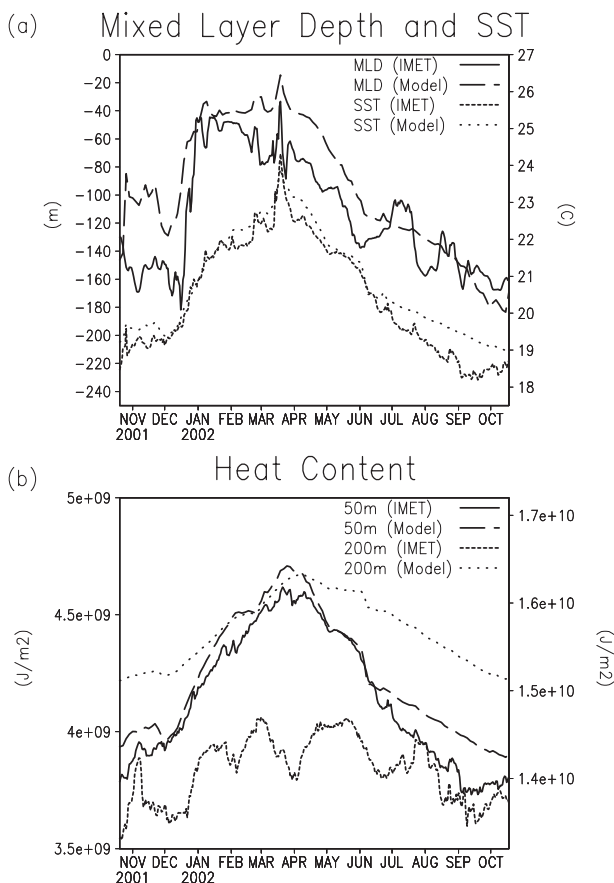 (a) Mixed Layer Depth and SST
MLD (IMET)
MLD (Model)
SST (IMET)
SST (Model)
0
-20
-40
-60
-80
-100
-120
-140
-160
-180
-200
-220
-240
(m)
27
26
25
24
23
22
21
20
19
18
(C)
NOV DEC JAN FEB MAR APR MAY JUN JUL AUG SEP OCT
2001 2002
(b) Heat Content
50m (IMET)
50m (Model)
200m (IMET)
200m (Model)
5e+09
4.5e+09
4e+09
3.5e+09
(J/m2)
1.7e+10
1.6e+10
1.5e+10
1.4e+10
(J/m2)
NOV DEC JAN FEB MAR APR MAY JUN JUL AUG SEP OCT
2001 2002